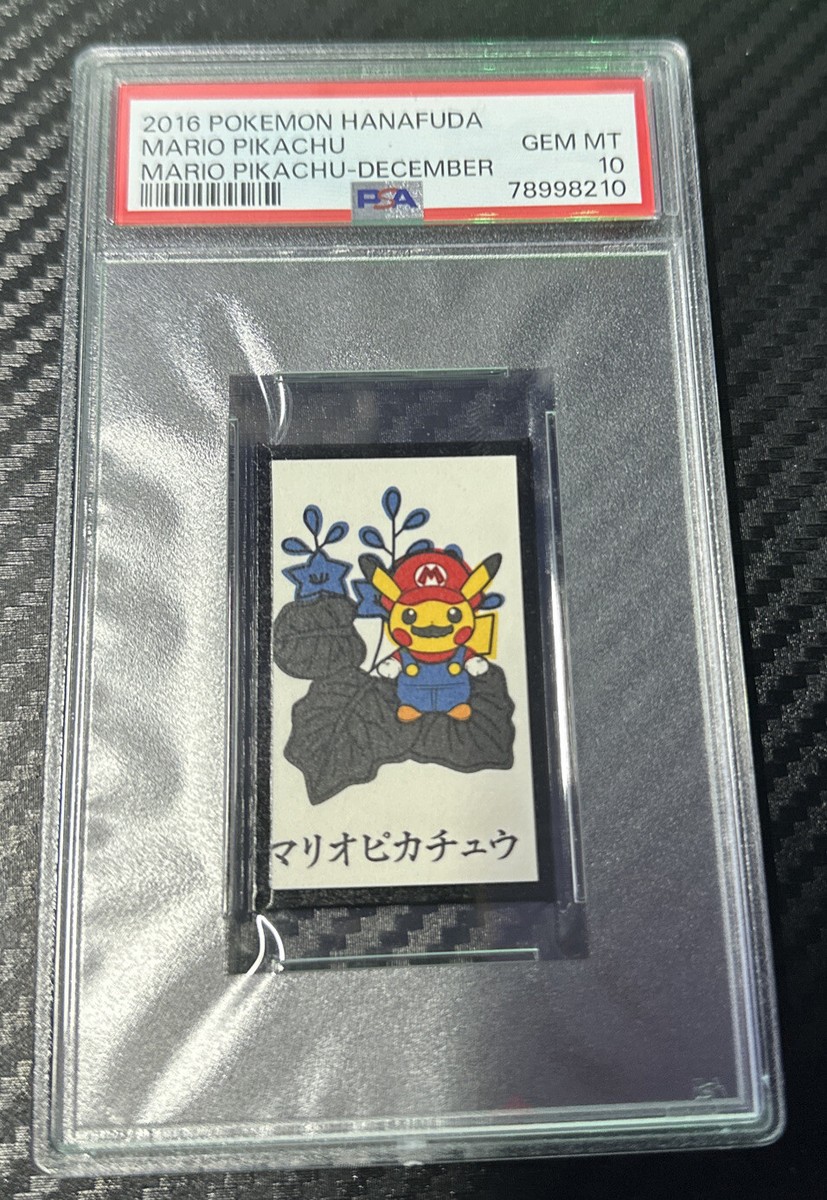 2016 POKEMON HANAFUDA
MARIO PIKACHU GEM MT
MARIO PIKACHU-DECEMBER 10
78998210
PSA
M
マリオピカチュウ